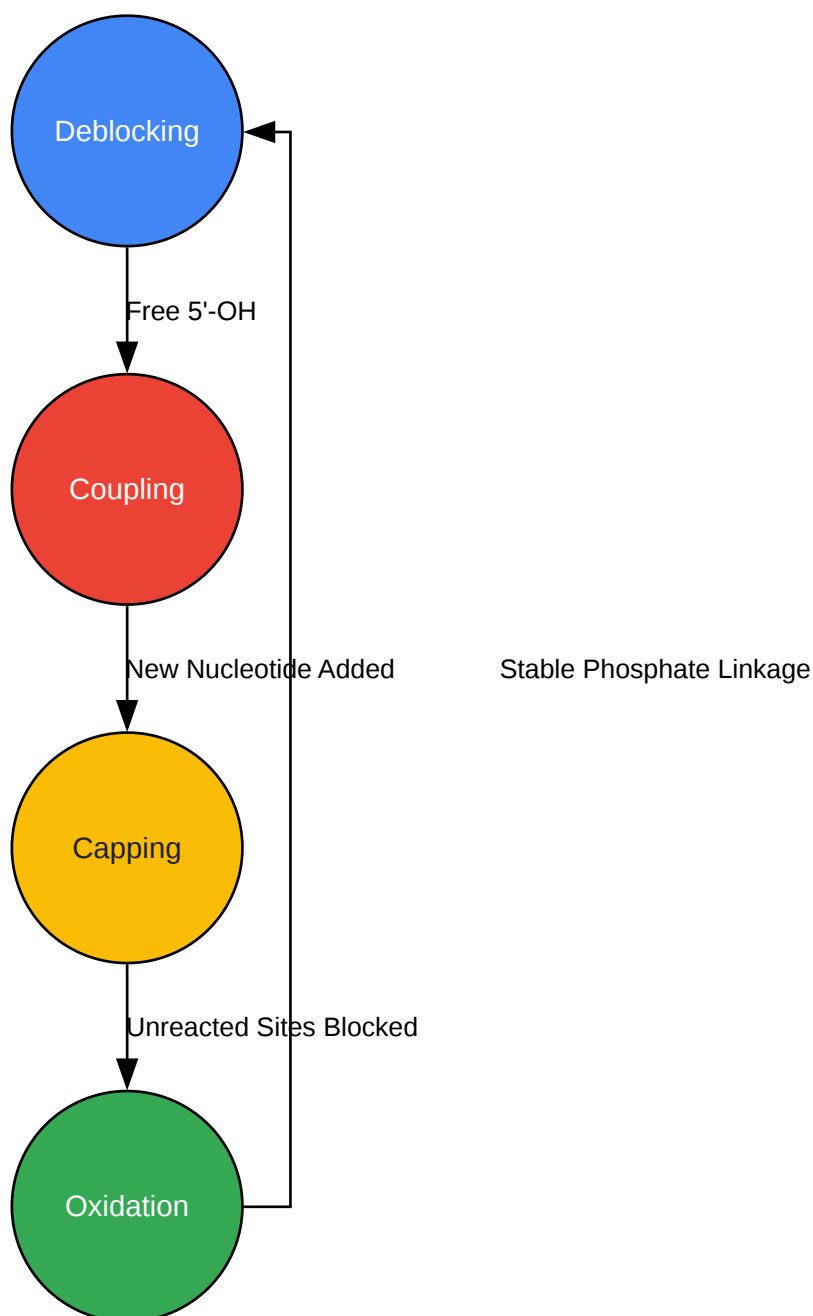 Deblocking
Free 5'-OH
Coupling
New Nucleotide Added
Stable Phosphate Linkage
Capping
Unreacted Sites Blocked
Oxidation